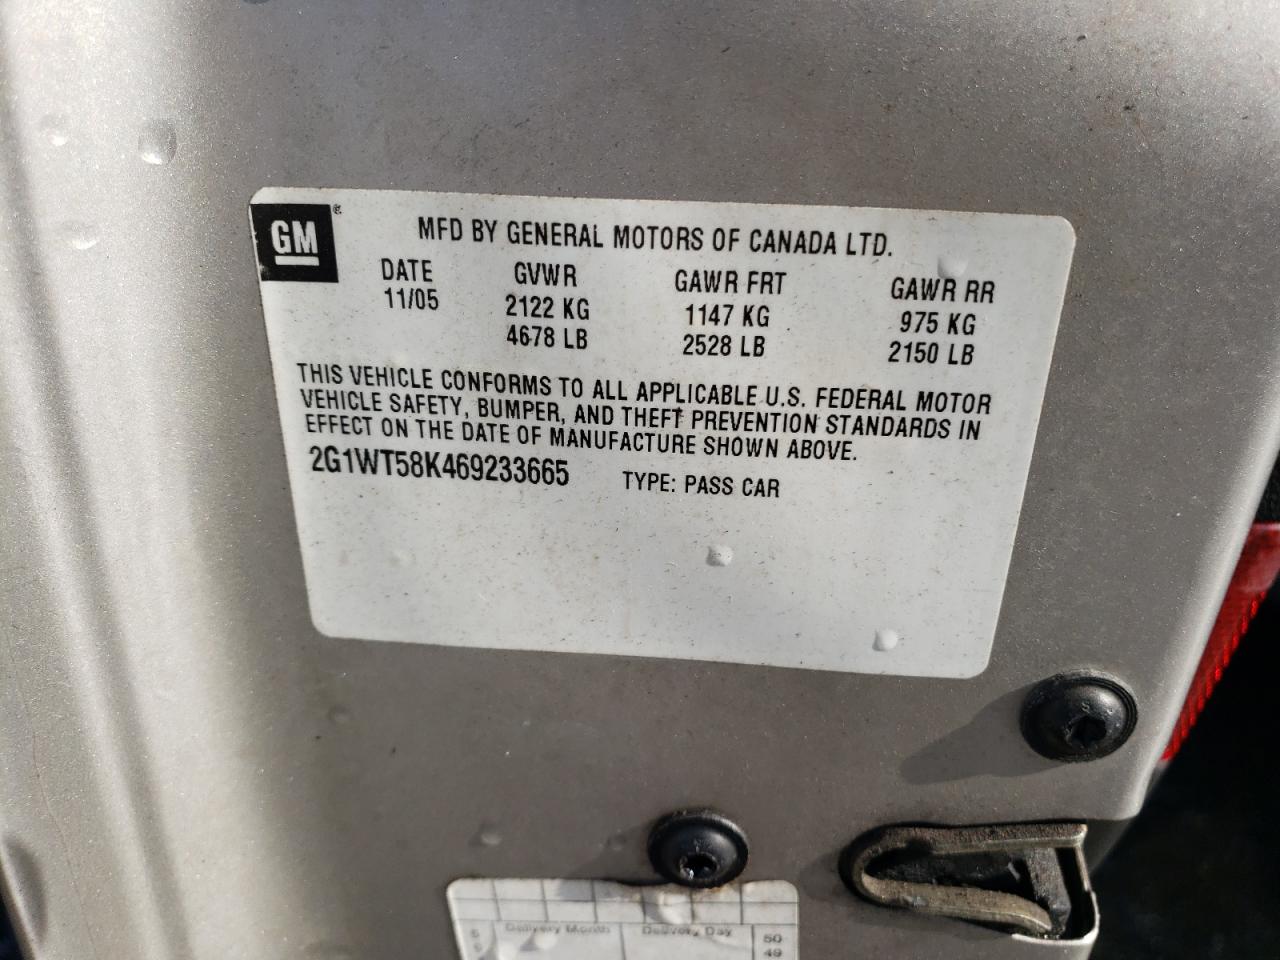 GM®
MFD BY GENERAL MOTORS OF CANADA LTD.
DATE GVWR GAWR FRT GAWR RR
11/05 2122 KG 1147 KG 975 KG
4678 LB 2528 LB 2150 LB
THIS VEHICLE CONFORMS TO ALL APPLICABLE U.S. FEDERAL MOTOR
VEHICLE SAFETY, BUMPER, AND THEFT PREVENTION STANDARDS IN
EFFECT ON THE DATE OF MANUFACTURE SHOWN ABOVE.
2G1WT58K469233665 TYPE: PASS CAR
Delivery Month Delivery Day 50
49